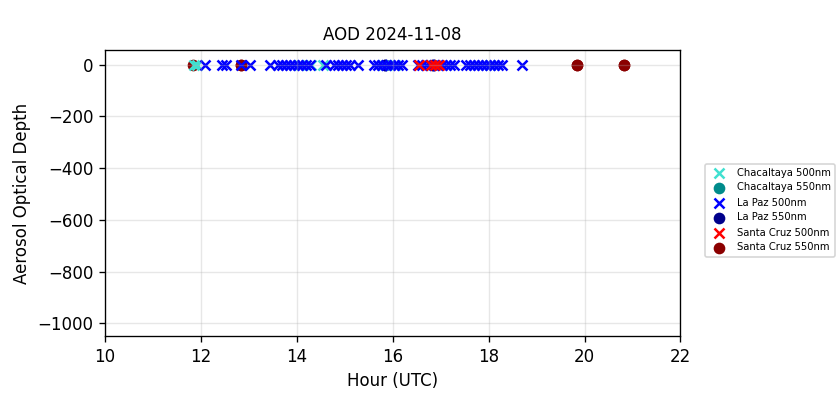 AOD 2024-11-08
Aerosol Optical Depth
0
−200
−400
−600
−800
−1000
10 12 14 16 18 20 22
Hour (UTC)
Chacaltaya 500nm
Chacaltaya 550nm
La Paz 500nm
La Paz 550nm
Santa Cruz 500nm
Santa Cruz 550nm